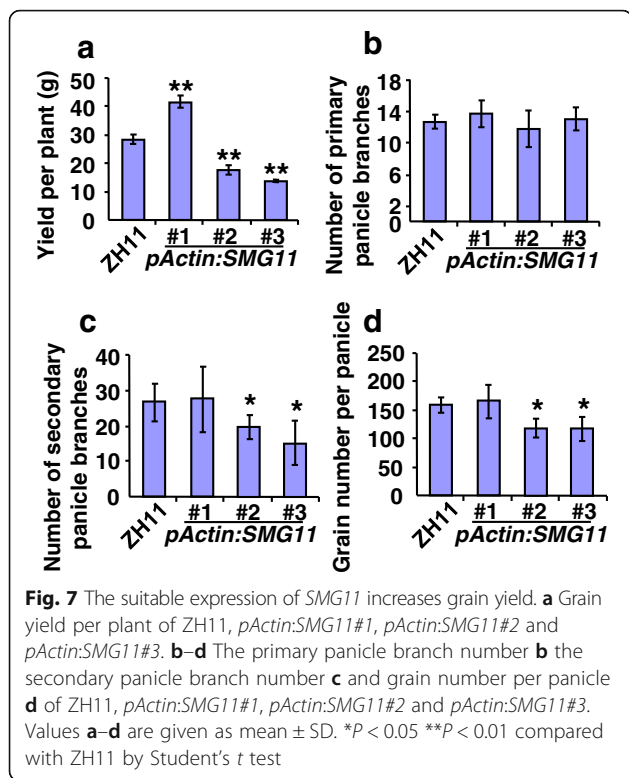 a
Yield per plant (g)
50
40
30
20
10
0
**
**
**
ZH11
#1 #2 #3
pActin:SMG11
b
Number of primary
panicle branches
18
14
10
6
2
0
ZH11
#1 #2 #3
pActin:SMG11
c
Number of secondary
panicle branches
40
30
20
10
0
*
*
ZH11
#1 #2 #3
pActin:SMG11
d
Grain number per panicle
250
200
150
100
50
0
*
*
ZH11
#1 #2 #3
pActin:SMG11
Fig. 7 The suitable expression of SMG11 increases grain yield. a Grain
yield per plant of ZH11, pActin:SMG11#1, pActin:SMG11#2 and
pActin:SMG11#3. b–d The primary panicle branch number b the
secondary panicle branch number c and grain number per panicle
d of ZH11, pActin:SMG11#1, pActin:SMG11#2 and pActin:SMG11#3.
Values a–d are given as mean ± SD. *P < 0.05 **P < 0.01 compared
with ZH11 by Student's t test